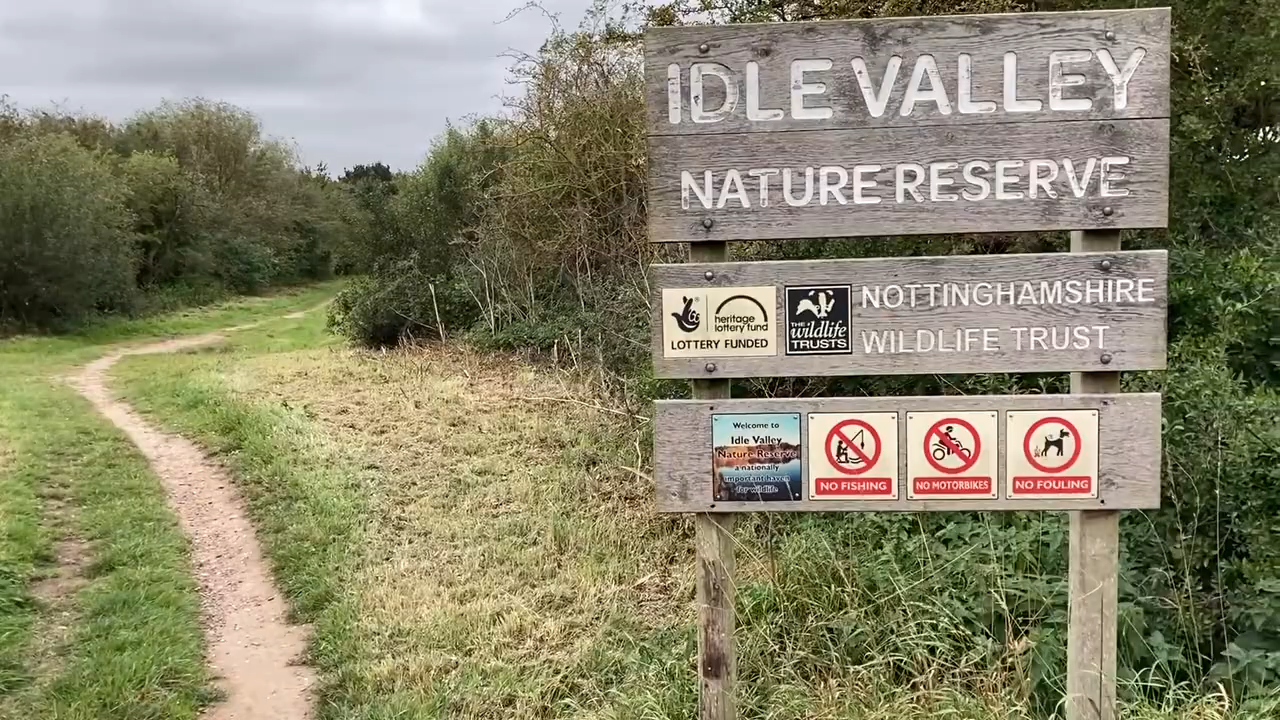 IDLE VALLEY
NATURE RESERVE
heritage
lottery fund
LOTTERY FUNDED
THE
wildlife
TRUSTS
NOTTINGHAMSHIRE
WILDLIFE TRUST
Welcome to
Idle Valley
Nature Reserve
a nationally
important haven
for wildlife
NO FISHING
NO MOTORBIKES
NO FOULING